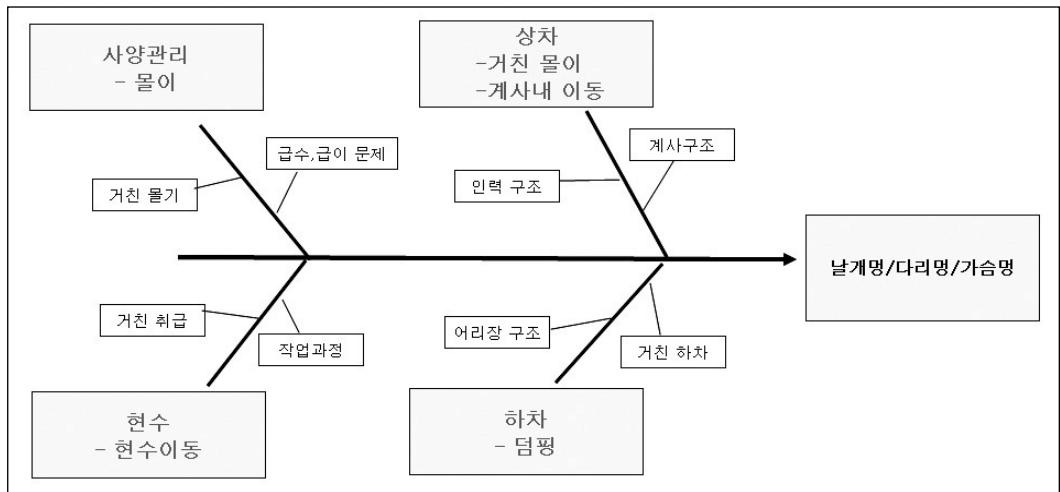 사양관리
- 몰이
상차
-거친 몰이
-계사내 이동
급수,급이 문제
거친 몰기
계사구조
인력 구조
날개멍/다리멍/가슴멍
거친 취급
작업과정
어리장 구조
거친 하차
현수
- 현수이동
하차
- 덤핑